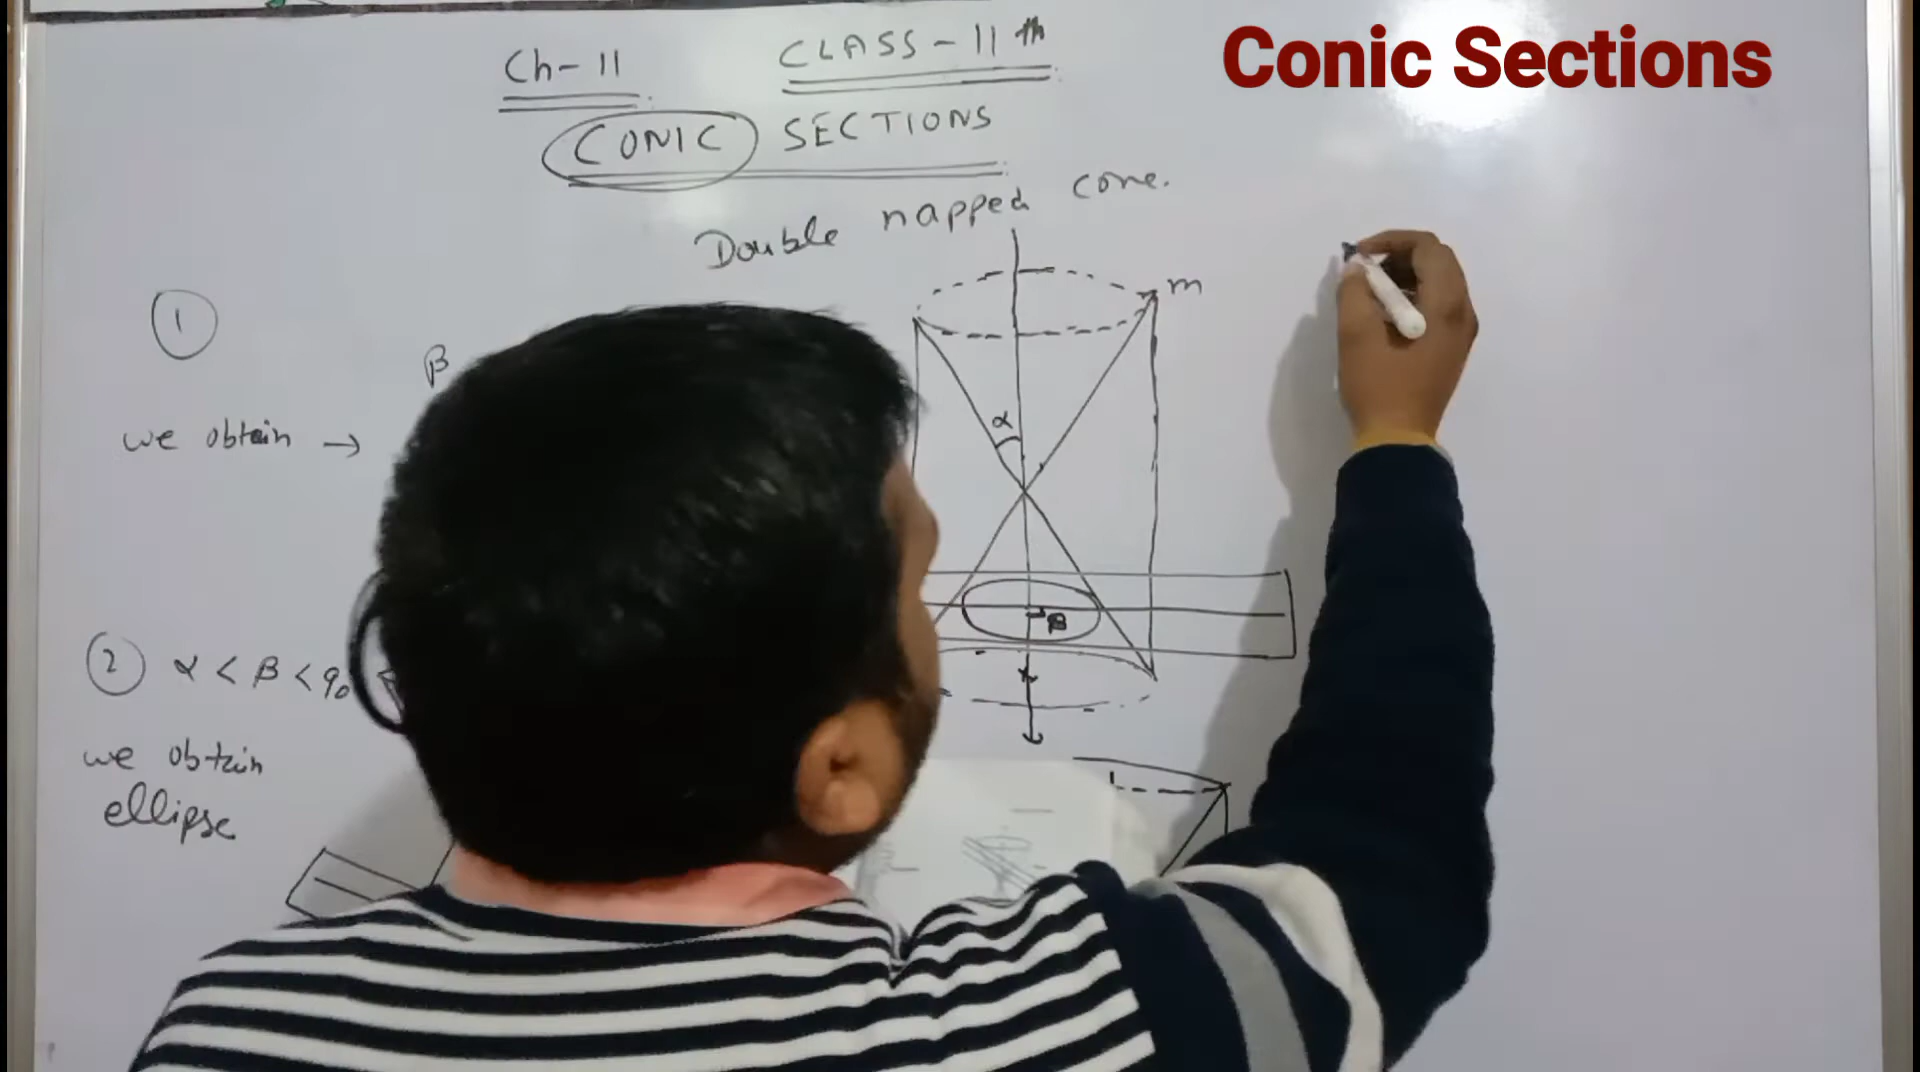 Conic Sections
Ch-11 CLASS-11th
CONIC SECTIONS
Double napped cone.
m
1
β
α
we obtain →
β
2 α < β < 90
we obtain
ellipse